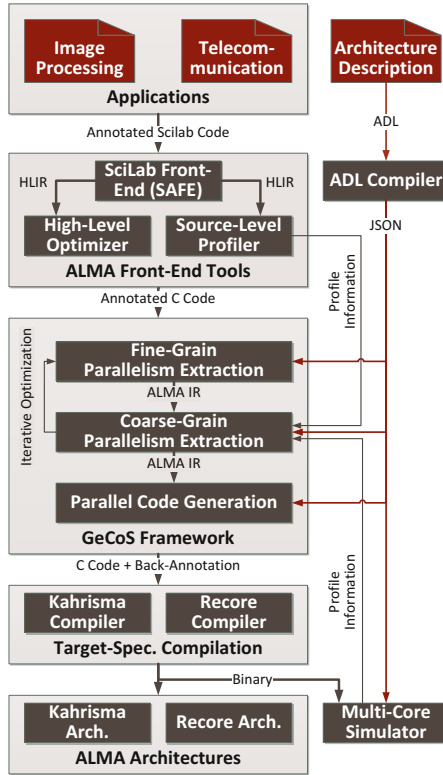 Image
Processing
Telecom-
munication
Architecture
Description
Applications
Annotated Scilab Code
ADL
SciLab Front-
End (SAFE)
HLIR
HLIR
ADL Compiler
High-Level
Optimizer
Source-Level
Profiler
JSON
ALMA Front-End Tools
Annotated C Code
Profile
Information
Iterative Optimization
Fine-Grain
Parallelism Extraction
ALMA IR
Coarse-Grain
Parallelism Extraction
ALMA IR
Parallel Code Generation
GeCoS Framework
C Code + Back-Annotation
Profile
Information
Kahrisma
Compiler
Recore
Compiler
Target-Spec. Compilation
Binary
Kahrisma
Arch.
Recore Arch.
Multi-Core
Simulator
ALMA Architectures